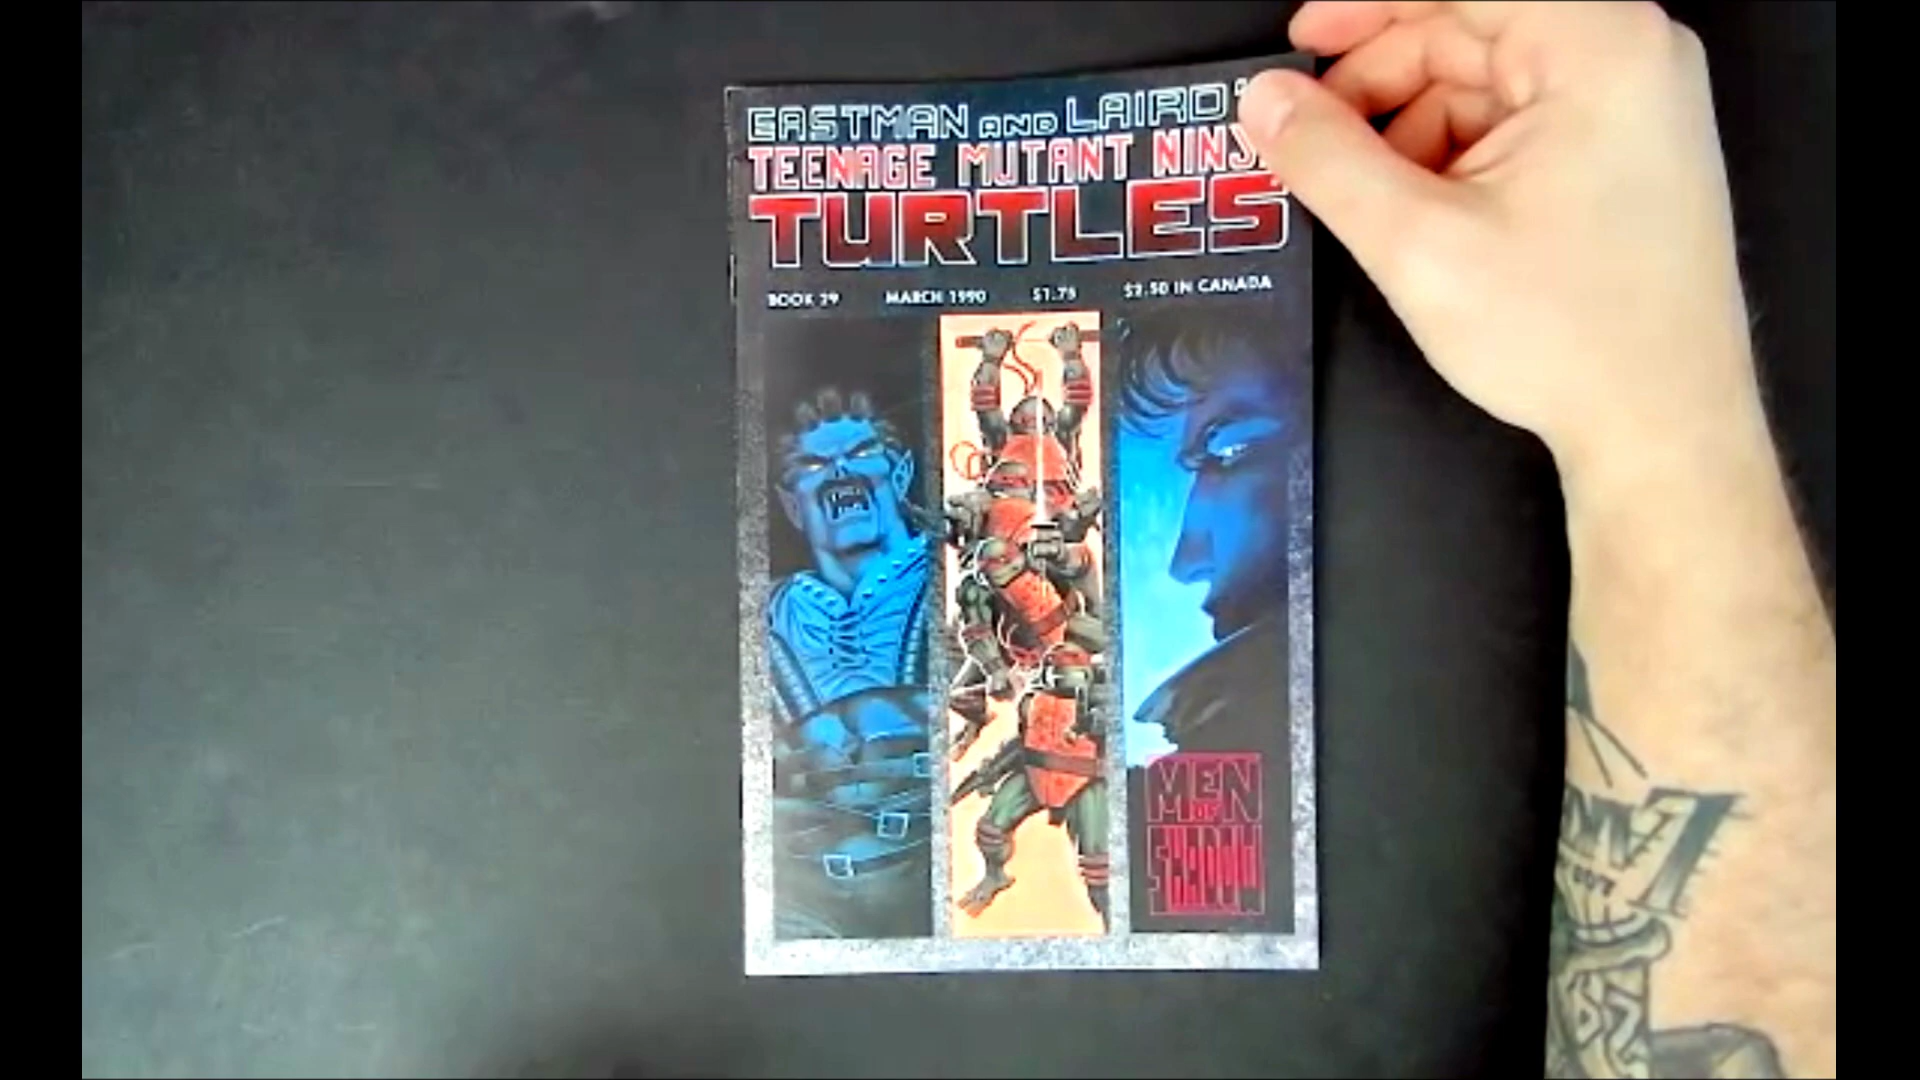 EASTMAN AND LAIRD'S
TEENAGE MUTANT NINJA
TURTLES
BOOK 29 MARCH 1990 $1.75 $2.50 IN CANADA
MEN
OF
SHADOW